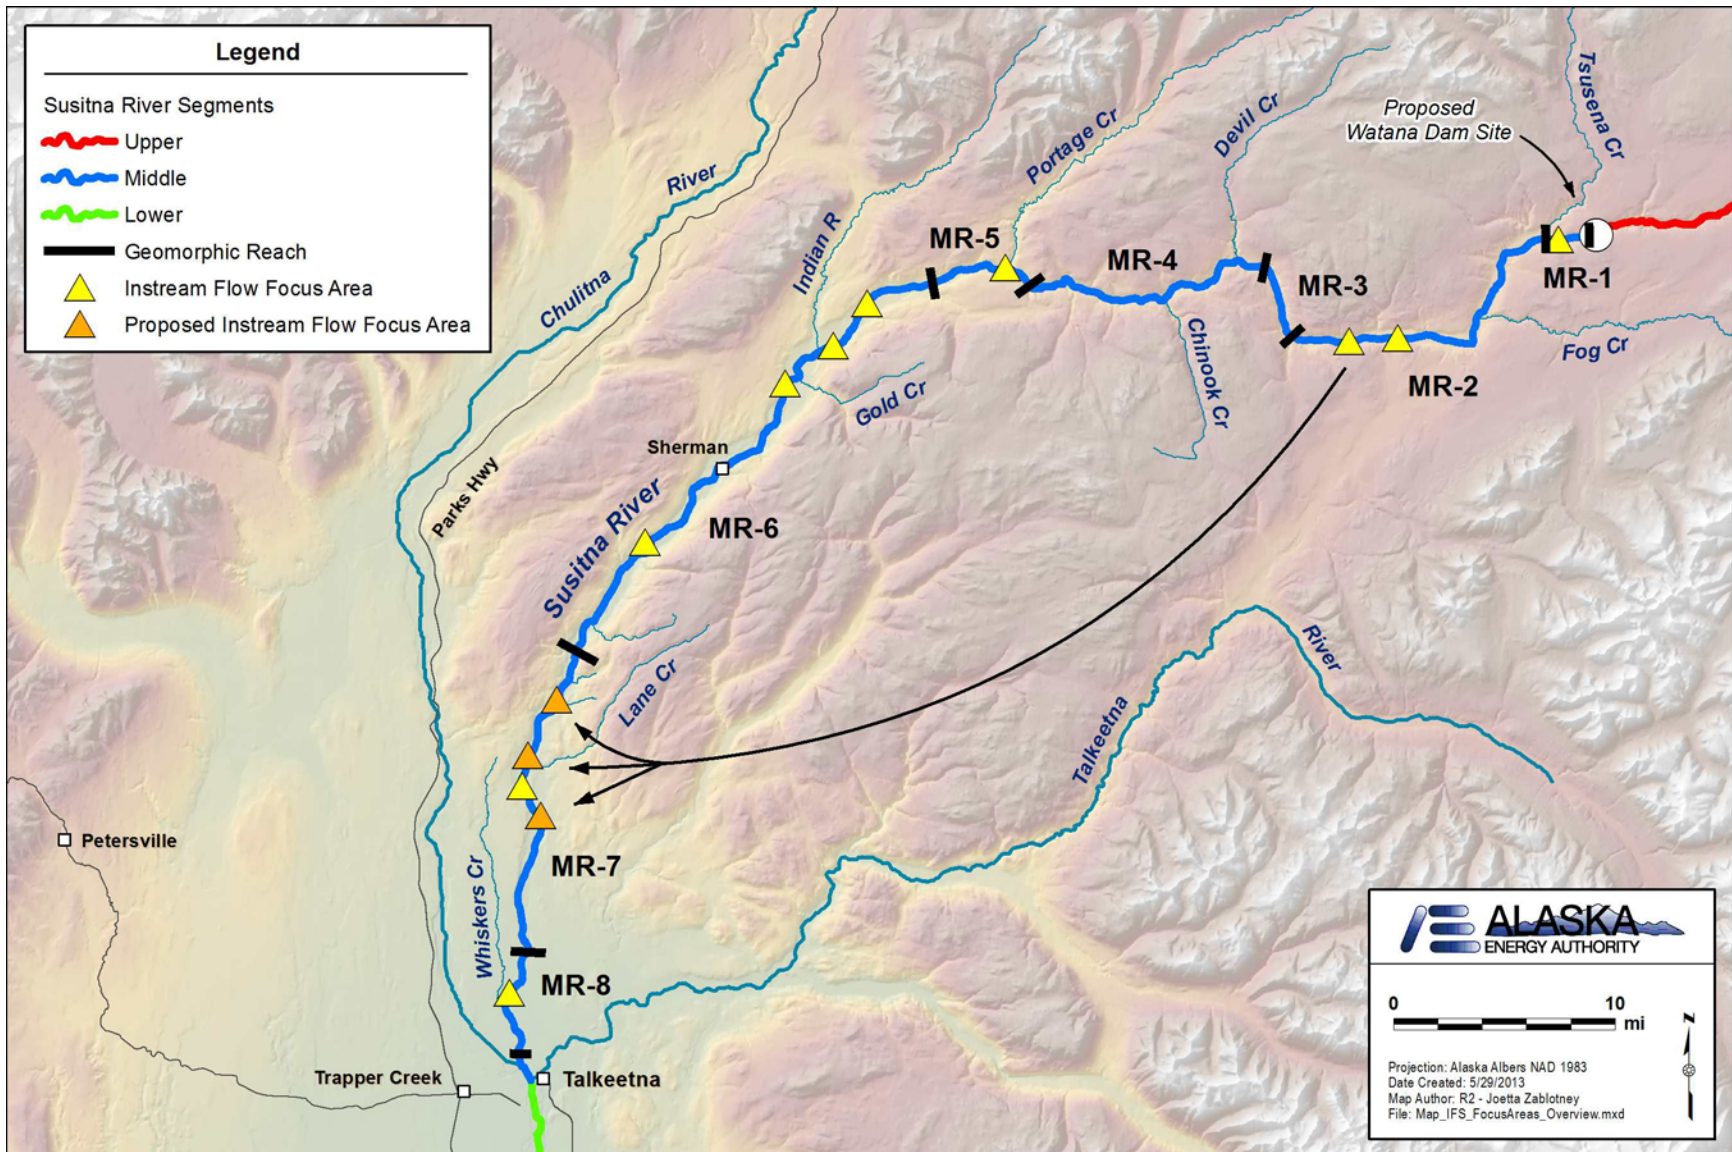 Legend
Susitna River Segments
Upper
Middle
Lower
Geomorphic Reach
Instream Flow Focus Area
Proposed Instream Flow Focus Area
Proposed
Watana Dam Site
Tsusena Cr
Devil Cr
Portage Cr
River
Chulitna
Indian R
MR-5
MR-4
MR-3
MR-1
MR-2
Fog Cr
Chinook Cr
Gold Cr
Sherman
Parks Hwy
Susitna River
MR-6
River
Talkeetna
Lane Cr
Petersville
Whiskers Cr
MR-7
MR-8
Trapper Creek
Talkeetna
ALASKA
ENERGY AUTHORITY
0 10
mi
N
Projection: Alaska Albers NAD 1983
Date Created: 5/29/2013
Map Author: R2 - Joetta Zablotney
File: Map_IFS_FocusAreas_Overview.mxd